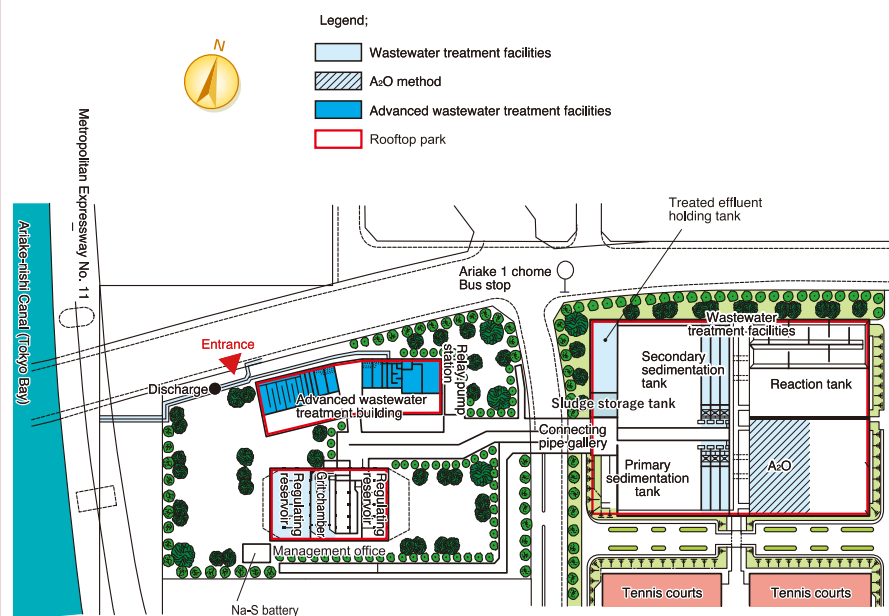 Legend;
N
Wastewater treatment facilities
A2O method
Advanced wastewater treatment facilities
Rooftop park
Metropolitan Expressway No. 11
Ariake-nishi Canal (Tokyo Bay)
Treated effluent
holding tank
Ariake 1 chome
Bus stop
Entrance
Discharge
Relay pump
station
Advanced wastewater
treatment building
Wastewater
treatment facilities
Secondary
sedimentation
tank
Reaction tank
Sludge storage tank
Connecting
pipe gallery
Primary
sedimentation
tank
A2O
Regulating
reservoir
Grit chamber
Regulating
reservoir
Management office
Na-S battery
Tennis courts
Tennis courts